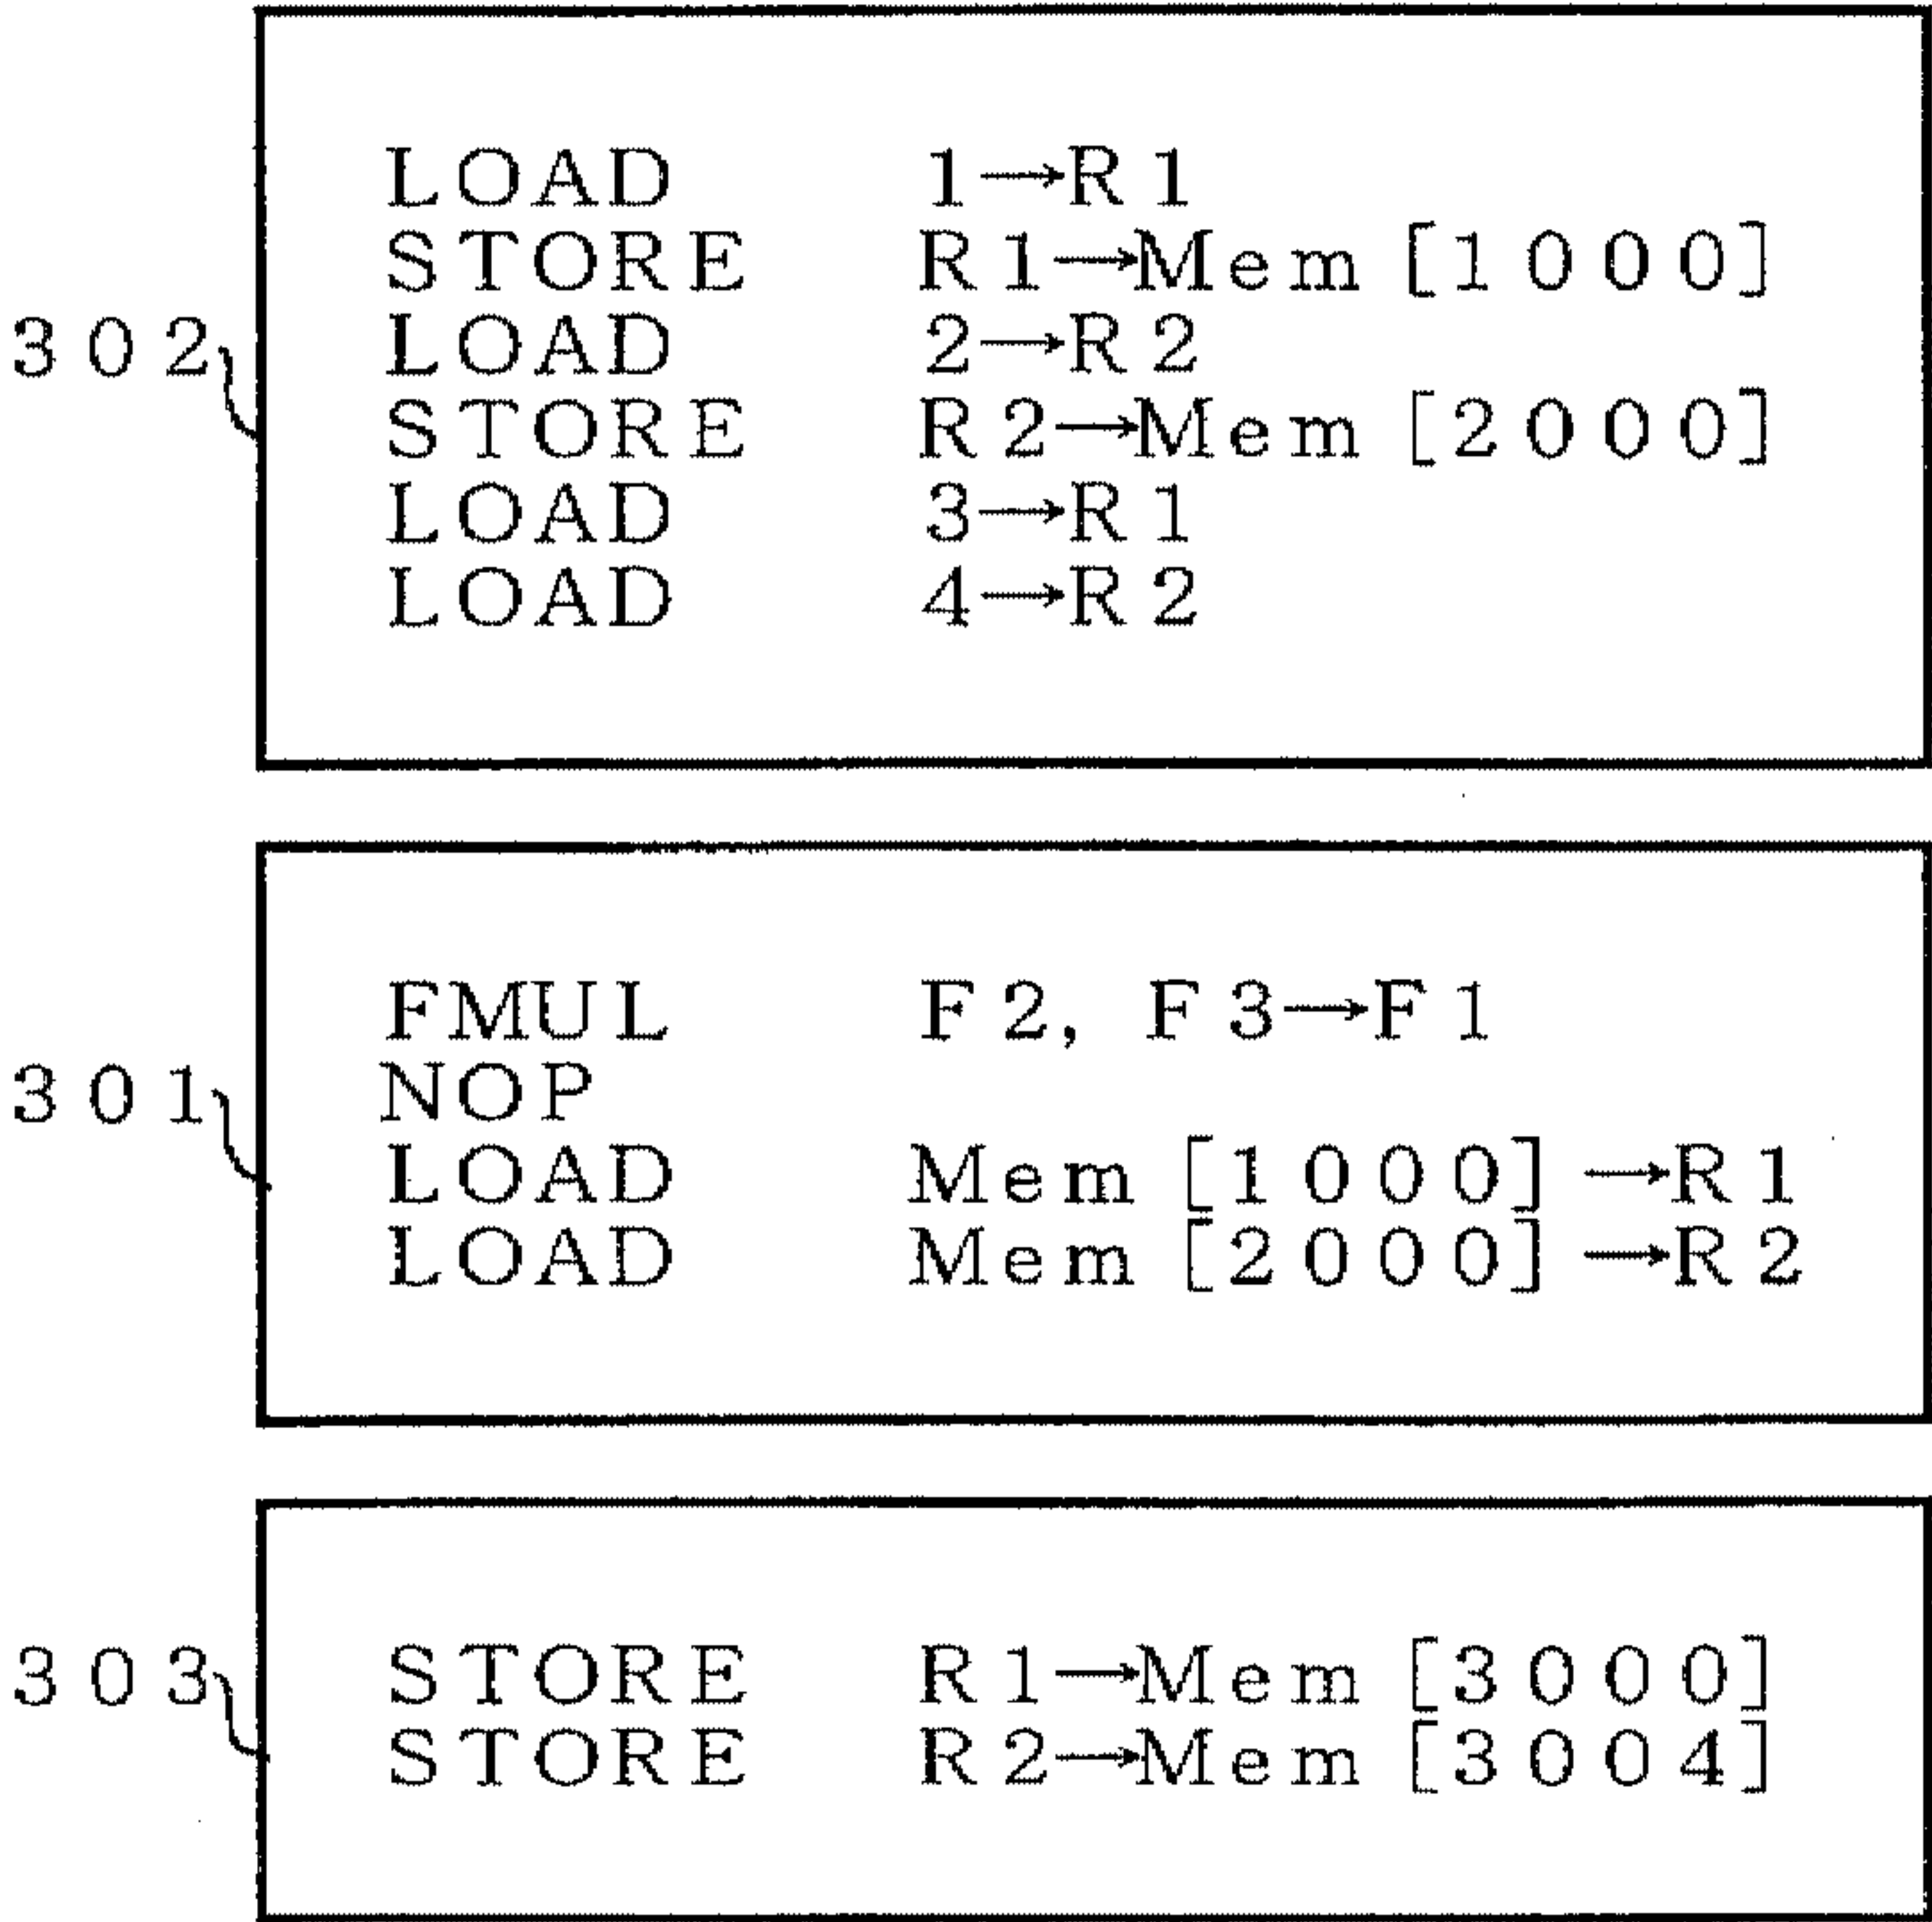 LOAD 1→R1
STORE R1→Mem[1000]
302 LOAD 2→R2
STORE R2→Mem[2000]
LOAD 3→R1
LOAD 4→R2
FMUL F2, F3→F1
301 NOP
LOAD Mem[1000]→R1
LOAD Mem[2000]→R2
303 STORE R1→Mem[3000]
STORE R2→Mem[3004]